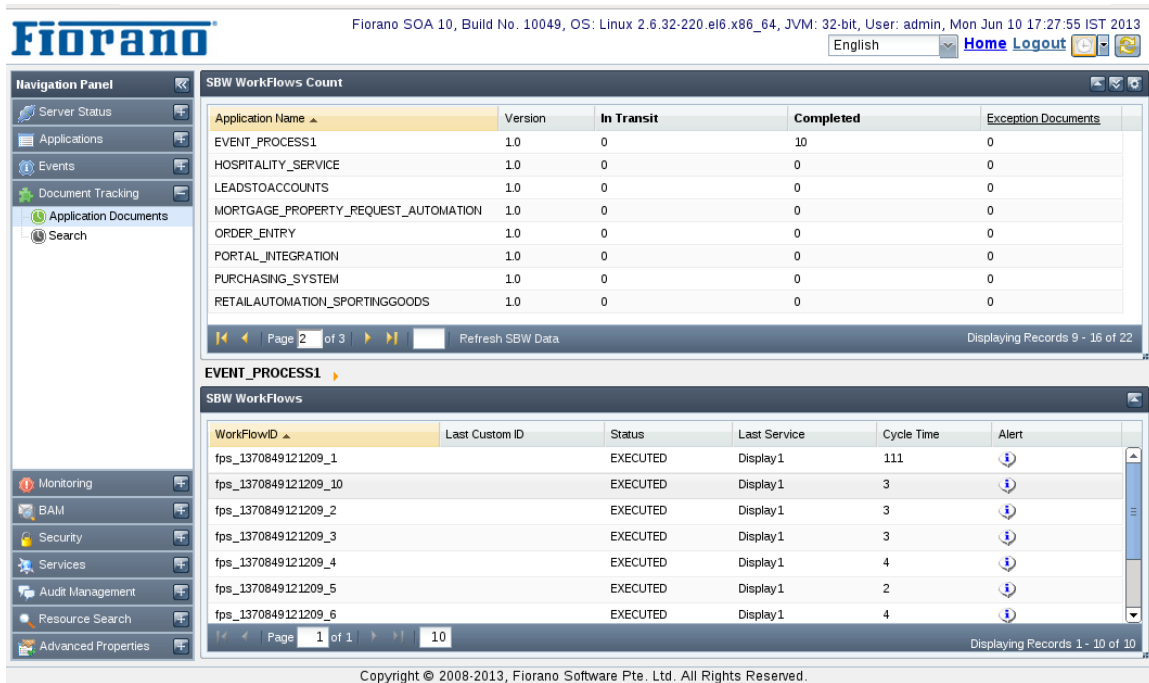 Fiorano
Fiorano SOA 10, Build No. 10049, OS: Linux 2.6.32-220.el6.x86_64, JVM: 32-bit, User: admin, Mon Jun 10 17:27:55 IST 2013
English Home Logout
Navigation Panel
Server Status
Applications
Events
Document Tracking
Application Documents
Search
Monitoring
BAM
Security
Services
Audit Management
Resource Search
Advanced Properties
SBW WorkFlows Count
Application Name Version In Transit Completed Exception Documents
EVENT_PROCESS1 1.0 0 10 0
HOSPITALITY_SERVICE 1.0 0 0 0
LEADSTOACCOUNTS 1.0 0 0 0
MORTGAGE_PROPERTY_REQUEST_AUTOMATION 1.0 0 0 0
ORDER_ENTRY 1.0 0 0 0
PORTAL_INTEGRATION 1.0 0 0 0
PURCHASING_SYSTEM 1.0 0 0 0
RETAILAUTOMATION_SPORTINGGOODS 1.0 0 0 0
Page 2 of 3 Refresh SBW Data Displaying Records 9 - 16 of 22
EVENT_PROCESS1
SBW WorkFlows
WorkFlowID Last Custom ID Status Last Service Cycle Time Alert
fps_1370849121209_1 EXECUTED Display1 111
fps_1370849121209_10 EXECUTED Display1 3
fps_1370849121209_2 EXECUTED Display1 3
fps_1370849121209_3 EXECUTED Display1 3
fps_1370849121209_4 EXECUTED Display1 4
fps_1370849121209_5 EXECUTED Display1 2
fps_1370849121209_6 EXECUTED Display1 4
Page 1 of 1 10 Displaying Records 1 - 10 of 10
Copyright © 2008-2013, Fiorano Software Pte. Ltd. All Rights Reserved.